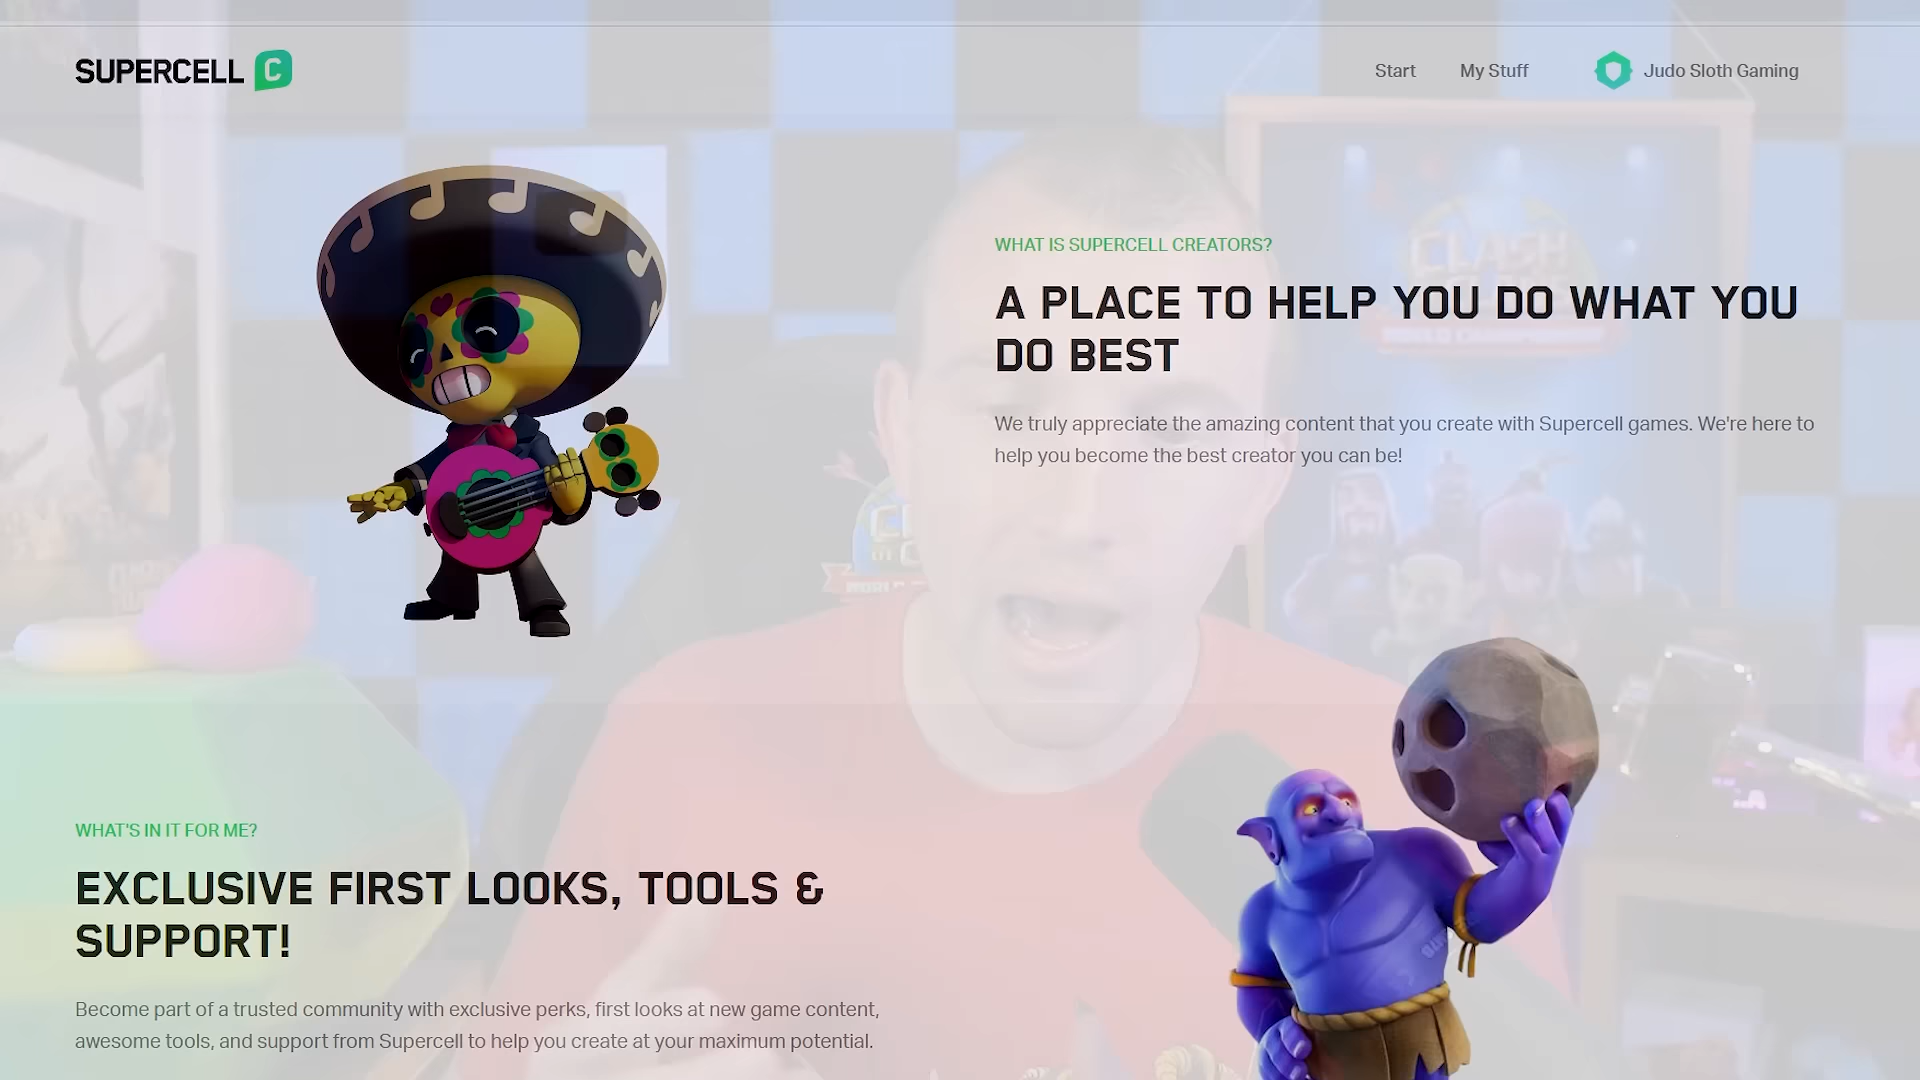 SUPERCELL C
Start
My Stuff
Judo Sloth Gaming
WHAT IS SUPERCELL CREATORS?
A PLACE TO HELP YOU DO WHAT YOU
DO BEST
We truly appreciate the amazing content that you create with Supercell games. We're here to
help you become the best creator you can be!
CLASH
WHAT'S IN IT FOR ME?
EXCLUSIVE FIRST LOOKS, TOOLS &
SUPPORT!
Become part of a trusted community with exclusive perks, first looks at new game content,
awesome tools, and support from Supercell to help you create at your maximum potential.